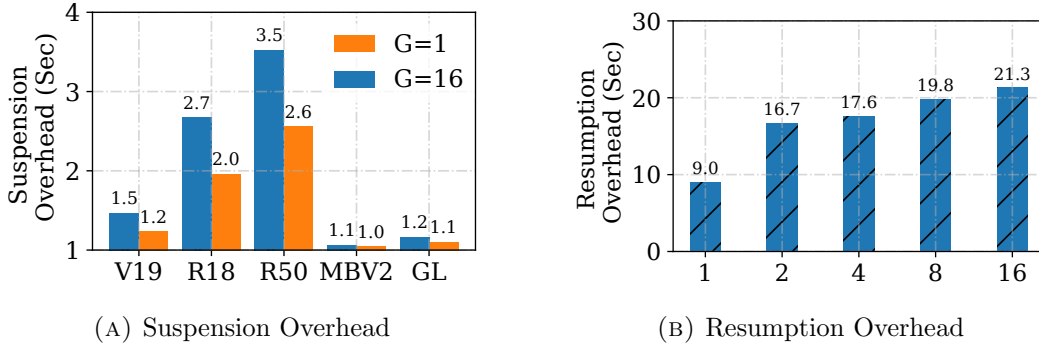 4
3
2
1
Suspension
Overhead (Sec)
G=1
G=16
1.5
1.2
2.7
2.0
3.5
2.6
1.1
1.0
1.2
1.1
V19
R18
R50
MBV2
GL
(A) Suspension Overhead
30
20
10
0
Resumption
Overhead (Sec)
9.0
16.7
17.6
19.8
21.3
1
2
4
8
16
(B) Resumption Overhead